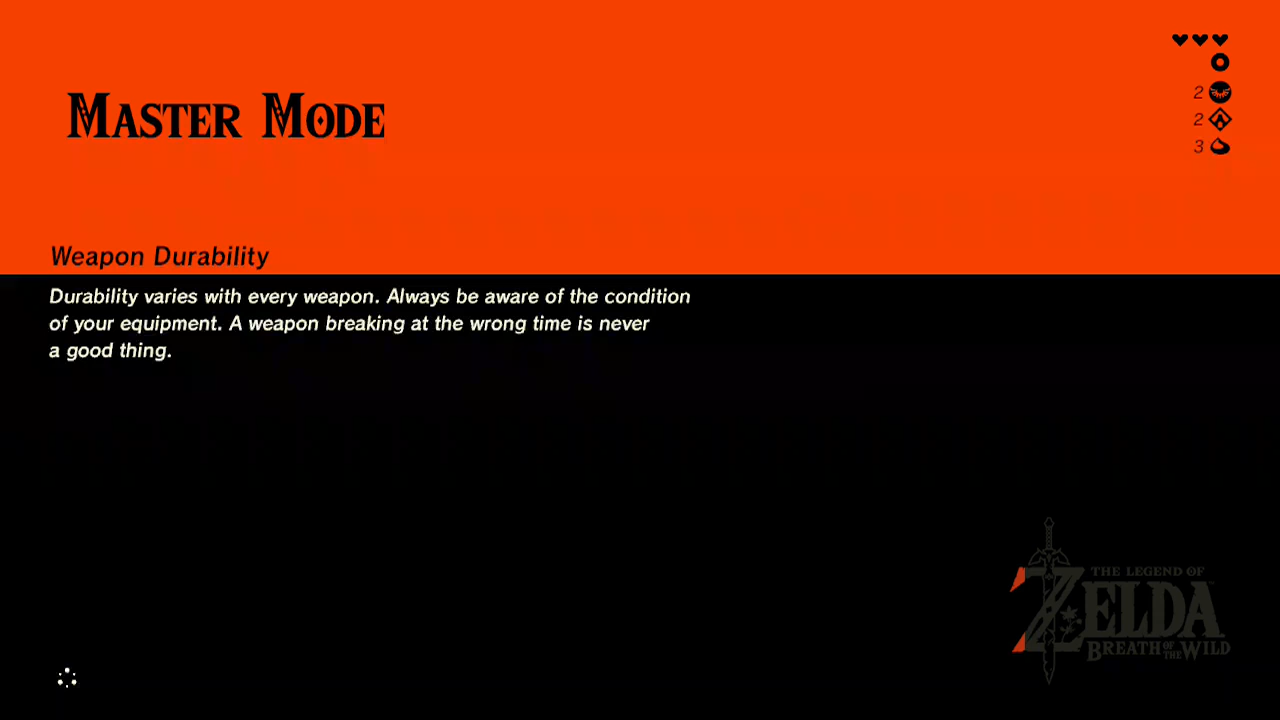 Master Mode
2
2
3
Weapon Durability
Durability varies with every weapon. Always be aware of the condition
of your equipment. A weapon breaking at the wrong time is never
a good thing.
THE LEGEND OF
ZELDA
BREATH OF THE WILD